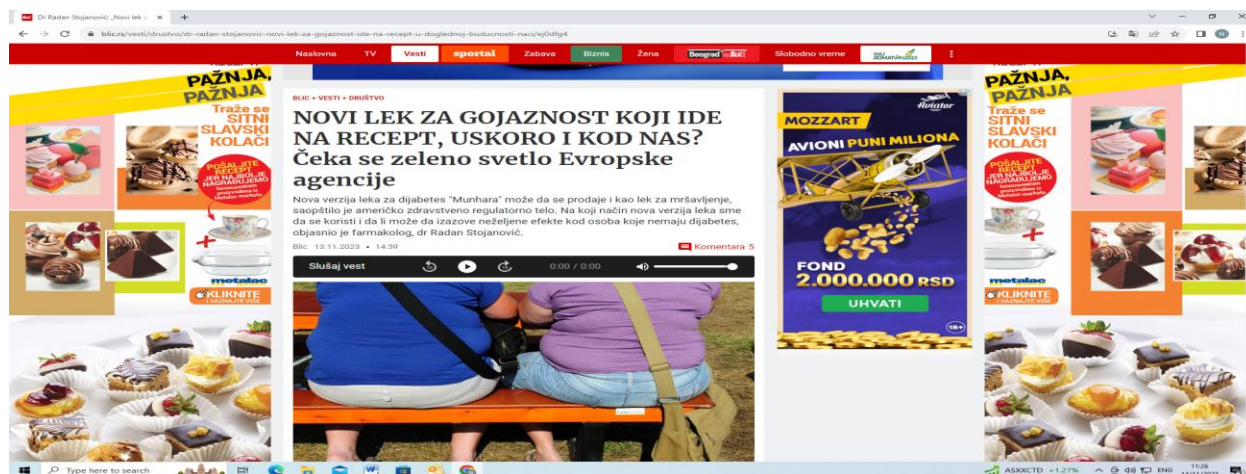 Dr Radan Stojanović: „Novi lek z
blic.rs/vesti/drustvo/dr-radan-stojanovic-novi-lek-za-gojaznost-ide-na-recept-u-doglednoj-buducnosti-naci/ej0dfg4
Naslovna TV Vesti sportal Zabava Biznis Žena Beograd Slobodno vreme
PAŽNJA,
PAŽNJA
Traže se
SITNI
SLAVSKI
KOLAČI
POŠALJITE
RECEPT
JER NAJBOLJE
NAGRAĐUJEMO
metalac
KLIKNITE
I SAZNAJTE VIŠE
BLIC • VESTI • DRUŠTVO
NOVI LEK ZA GOJAZNOST KOJI IDE
NA RECEPT, USKORO I KOD NAS?
Čeka se zeleno svetlo Evropske
agencije
Nova verzija leka za dijabetes "Munhara" može da se prodaje i kao lek za mršavljenje,
saopštilo je američko zdravstveno regulatorno telo. Na koji način nova verzija leka sme
da se koristi i da li može da izazove neželjene efekte kod osoba koje nemaju dijabetes,
objasnio je farmakolog, dr Radan Stojanović.
Blic 13.11.2023 • 14:39 Komentara 5
Slušaj vest 0:00 / 0:00
Aviator
MOZZART
AVIONI PUNI MILIONA
FOND
2.000.000 RSD
UHVATI
18+
PAŽNJA,
PAŽNJA
Traže se
SITNI
SLAVSKI
KOLAČI
POŠALJITE
RECEPT
JER NAJBOLJE
NAGRAĐUJEMO
metalac
KLIKNITE
I SAZNAJTE VIŠE
Type here to search
ASXXCTD +1.27% ENG 11:26